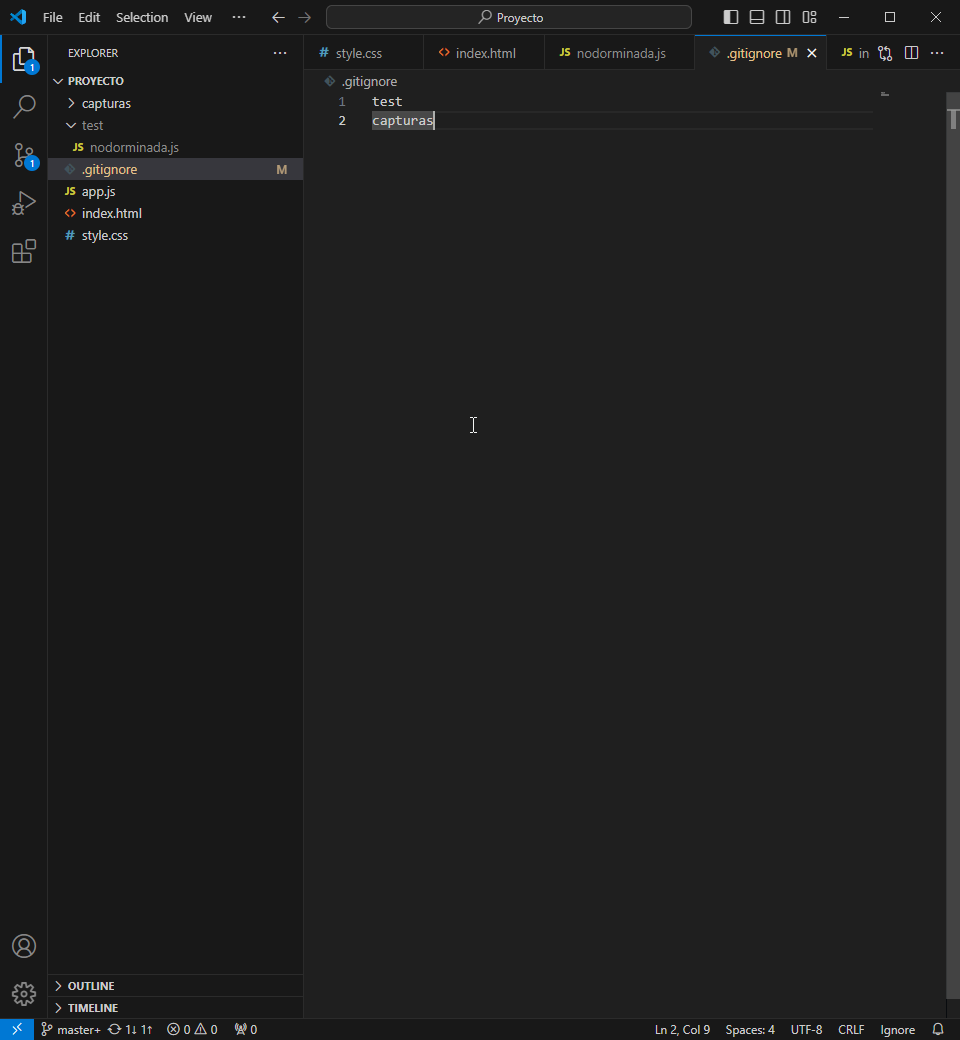 File Edit Selection View ··· Proyecto
EXPLORER ···
PROYECTO
capturas
test
JS nodorminada.js
.gitignore M
JS app.js
<> index.html
# style.css
OUTLINE
TIMELINE
# style.css <> index.html JS nodorminada.js .gitignore M JS in ···
.gitignore
1 test
2 capturas
1
1
master+ 1↓ 1↑ 0 0 0 Ln 2, Col 9 Spaces: 4 UTF-8 CRLF Ignore